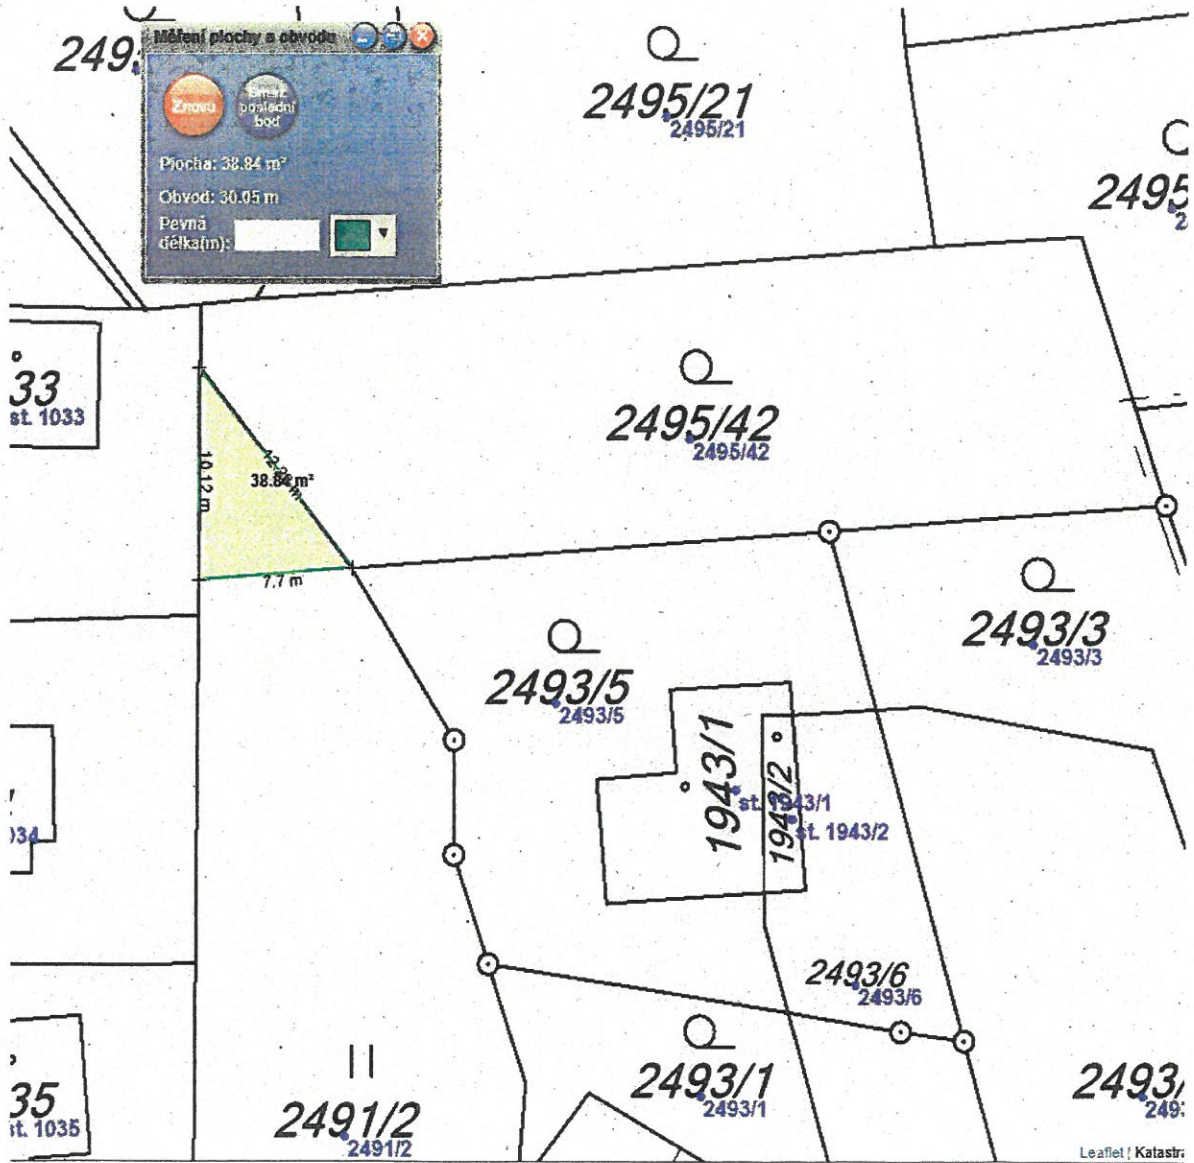 Měření plochy a obvodu
Znovu
Smaž
poslední
bod
Plocha: 38.84 m²
Obvod: 30.05 m
Pevná
délka(m):
2495/21
2495/21
33
st. 1033
2495/42
2495/42
10.12 m
38.84 m²
7.7 m
2493/3
2493/3
2493/5
2493/5
1943/1
st. 1943/1
1943/2
st. 1943/2
2493/6
2493/6
2493/1
2493/1
35
st. 1035
2491/2
2491/2
Leaflet | Katastr